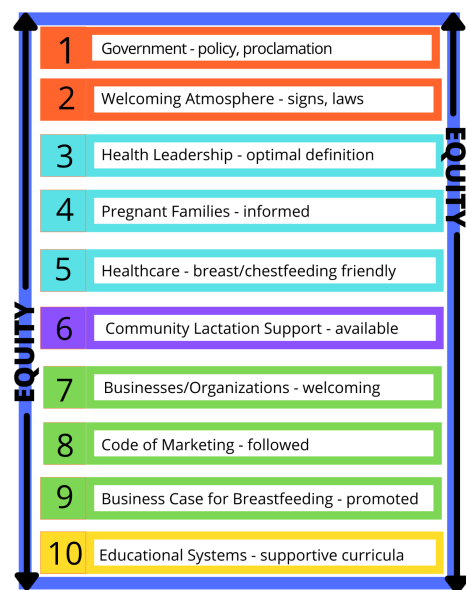 1 Government - policy, proclamation
2 Welcoming Atmosphere - signs, laws
3 Health Leadership - optimal definition
4 Pregnant Families - informed
5 Healthcare - breast/chestfeeding friendly
6 Community Lactation Support - available
7 Businesses/Organizations - welcoming
8 Code of Marketing - followed
9 Business Case for Breastfeeding - promoted
10 Educational Systems - supportive curricula
EQUITY
EQUITY